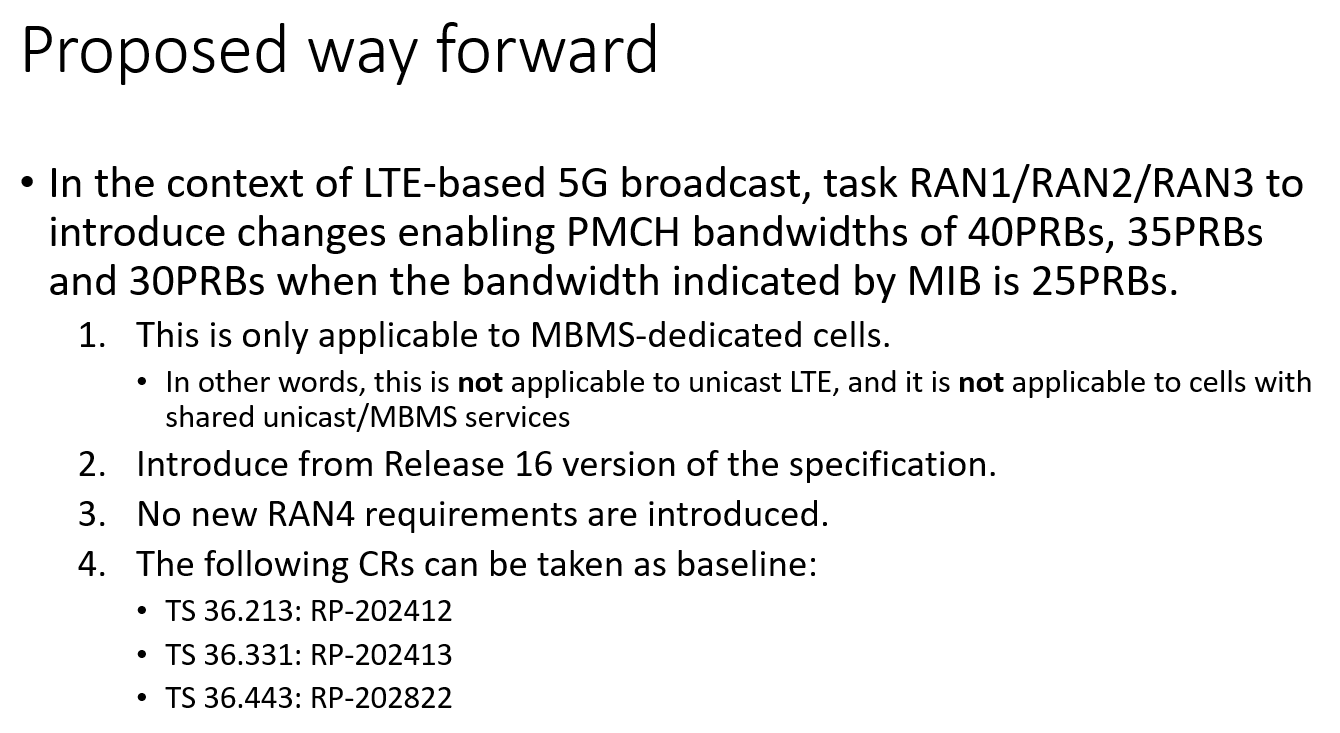 Proposed way forward
• In the context of LTE-based 5G broadcast, task RAN1/RAN2/RAN3 to
introduce changes enabling PMCH bandwidths of 40PRBs, 35PRBs
and 30PRBs when the bandwidth indicated by MIB is 25PRBs.
1. This is only applicable to MBMS-dedicated cells.
• In other words, this is not applicable to unicast LTE, and it is not applicable to cells with
shared unicast/MBMS services
2. Introduce from Release 16 version of the specification.
3. No new RAN4 requirements are introduced.
4. The following CRs can be taken as baseline:
• TS 36.213: RP-202412
• TS 36.331: RP-202413
• TS 36.443: RP-202822